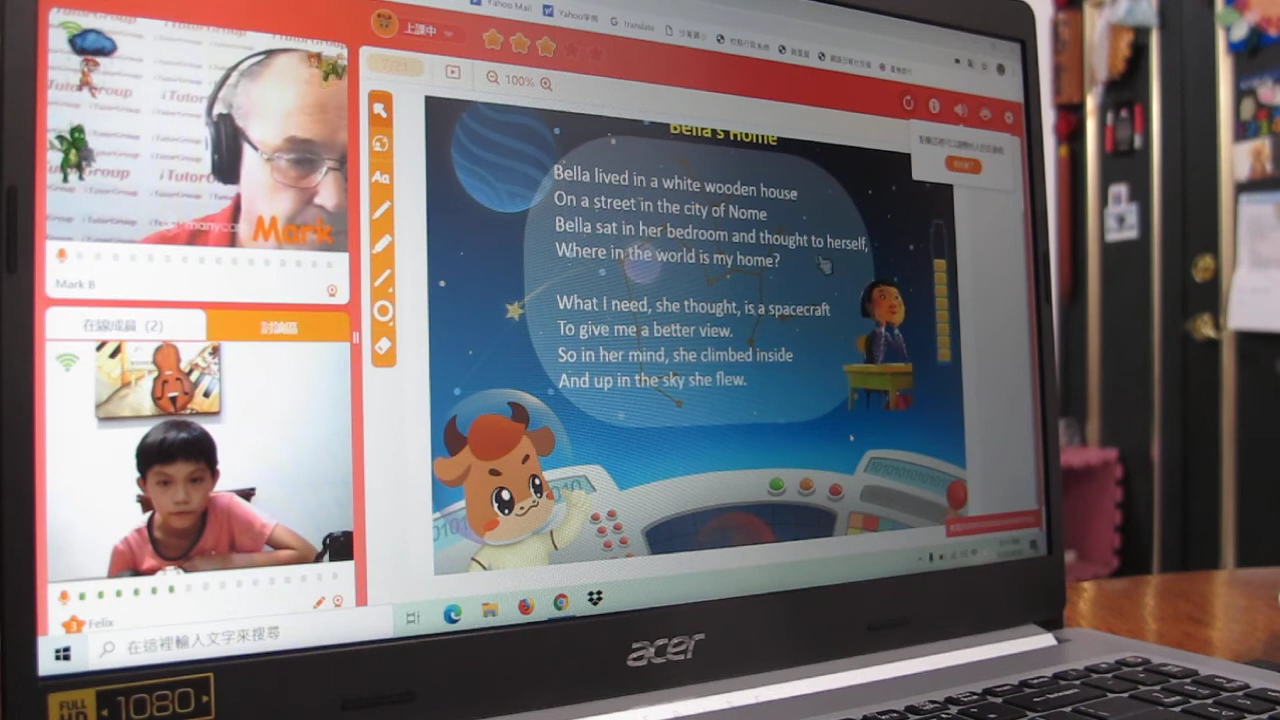 Yahoo Mail
Yahoo字典
translate
上課中
7/21
100%
iTutorGroup
Mark
Mark B
在線成員 (2)
討論區
Aa
Bella's Home
Bella lived in a white wooden house
On a street in the city of Nome
Bella sat in her bedroom and thought to herself,
Where in the world is my home?
What I need, she thought, is a spacecraft
To give me a better view.
So in her mind, she climbed inside
And up in the sky she flew.
3
Felix
在這裡輸入文字來搜尋
acer
FULL HD 1080